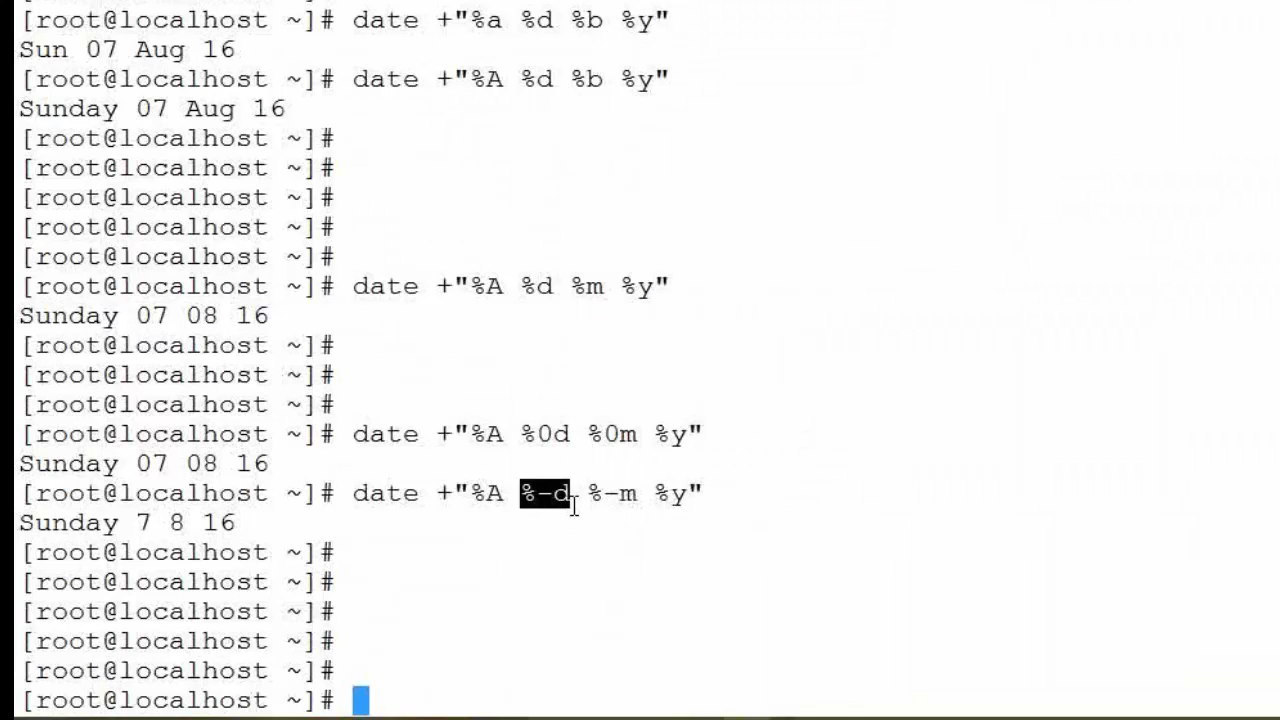 [root@localhost ~]# date +"%a %d %b %y"
Sun 07 Aug 16
[root@localhost ~]# date +"%A %d %b %y"
Sunday 07 Aug 16
[root@localhost ~]#
[root@localhost ~]#
[root@localhost ~]#
[root@localhost ~]#
[root@localhost ~]#
[root@localhost ~]# date +"%A %d %m %y"
Sunday 07 08 16
[root@localhost ~]#
[root@localhost ~]#
[root@localhost ~]#
[root@localhost ~]# date +"%A %0d %0m %y"
Sunday 07 08 16
[root@localhost ~]# date +"%A %-d %-m %y"
Sunday 7 8 16
[root@localhost ~]#
[root@localhost ~]#
[root@localhost ~]#
[root@localhost ~]#
[root@localhost ~]#
[root@localhost ~]#